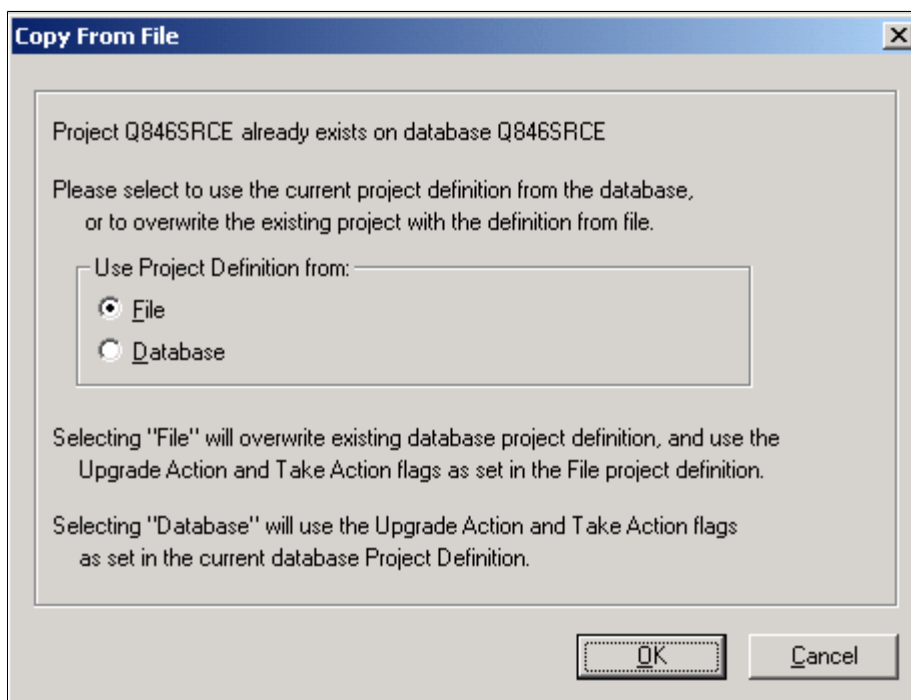 Copy From File
Project Q846SRCE already exists on database Q846SRCE
Please select to use the current project definition from the database,
or to overwrite the existing project with the definition from file.
Use Project Definition from:
File
Database
Selecting "File" will overwrite existing database project definition, and use the
Upgrade Action and Take Action flags as set in the File project definition.
Selecting "Database" will use the Upgrade Action and Take Action flags
as set in the current database Project Definition.
OK
Cancel